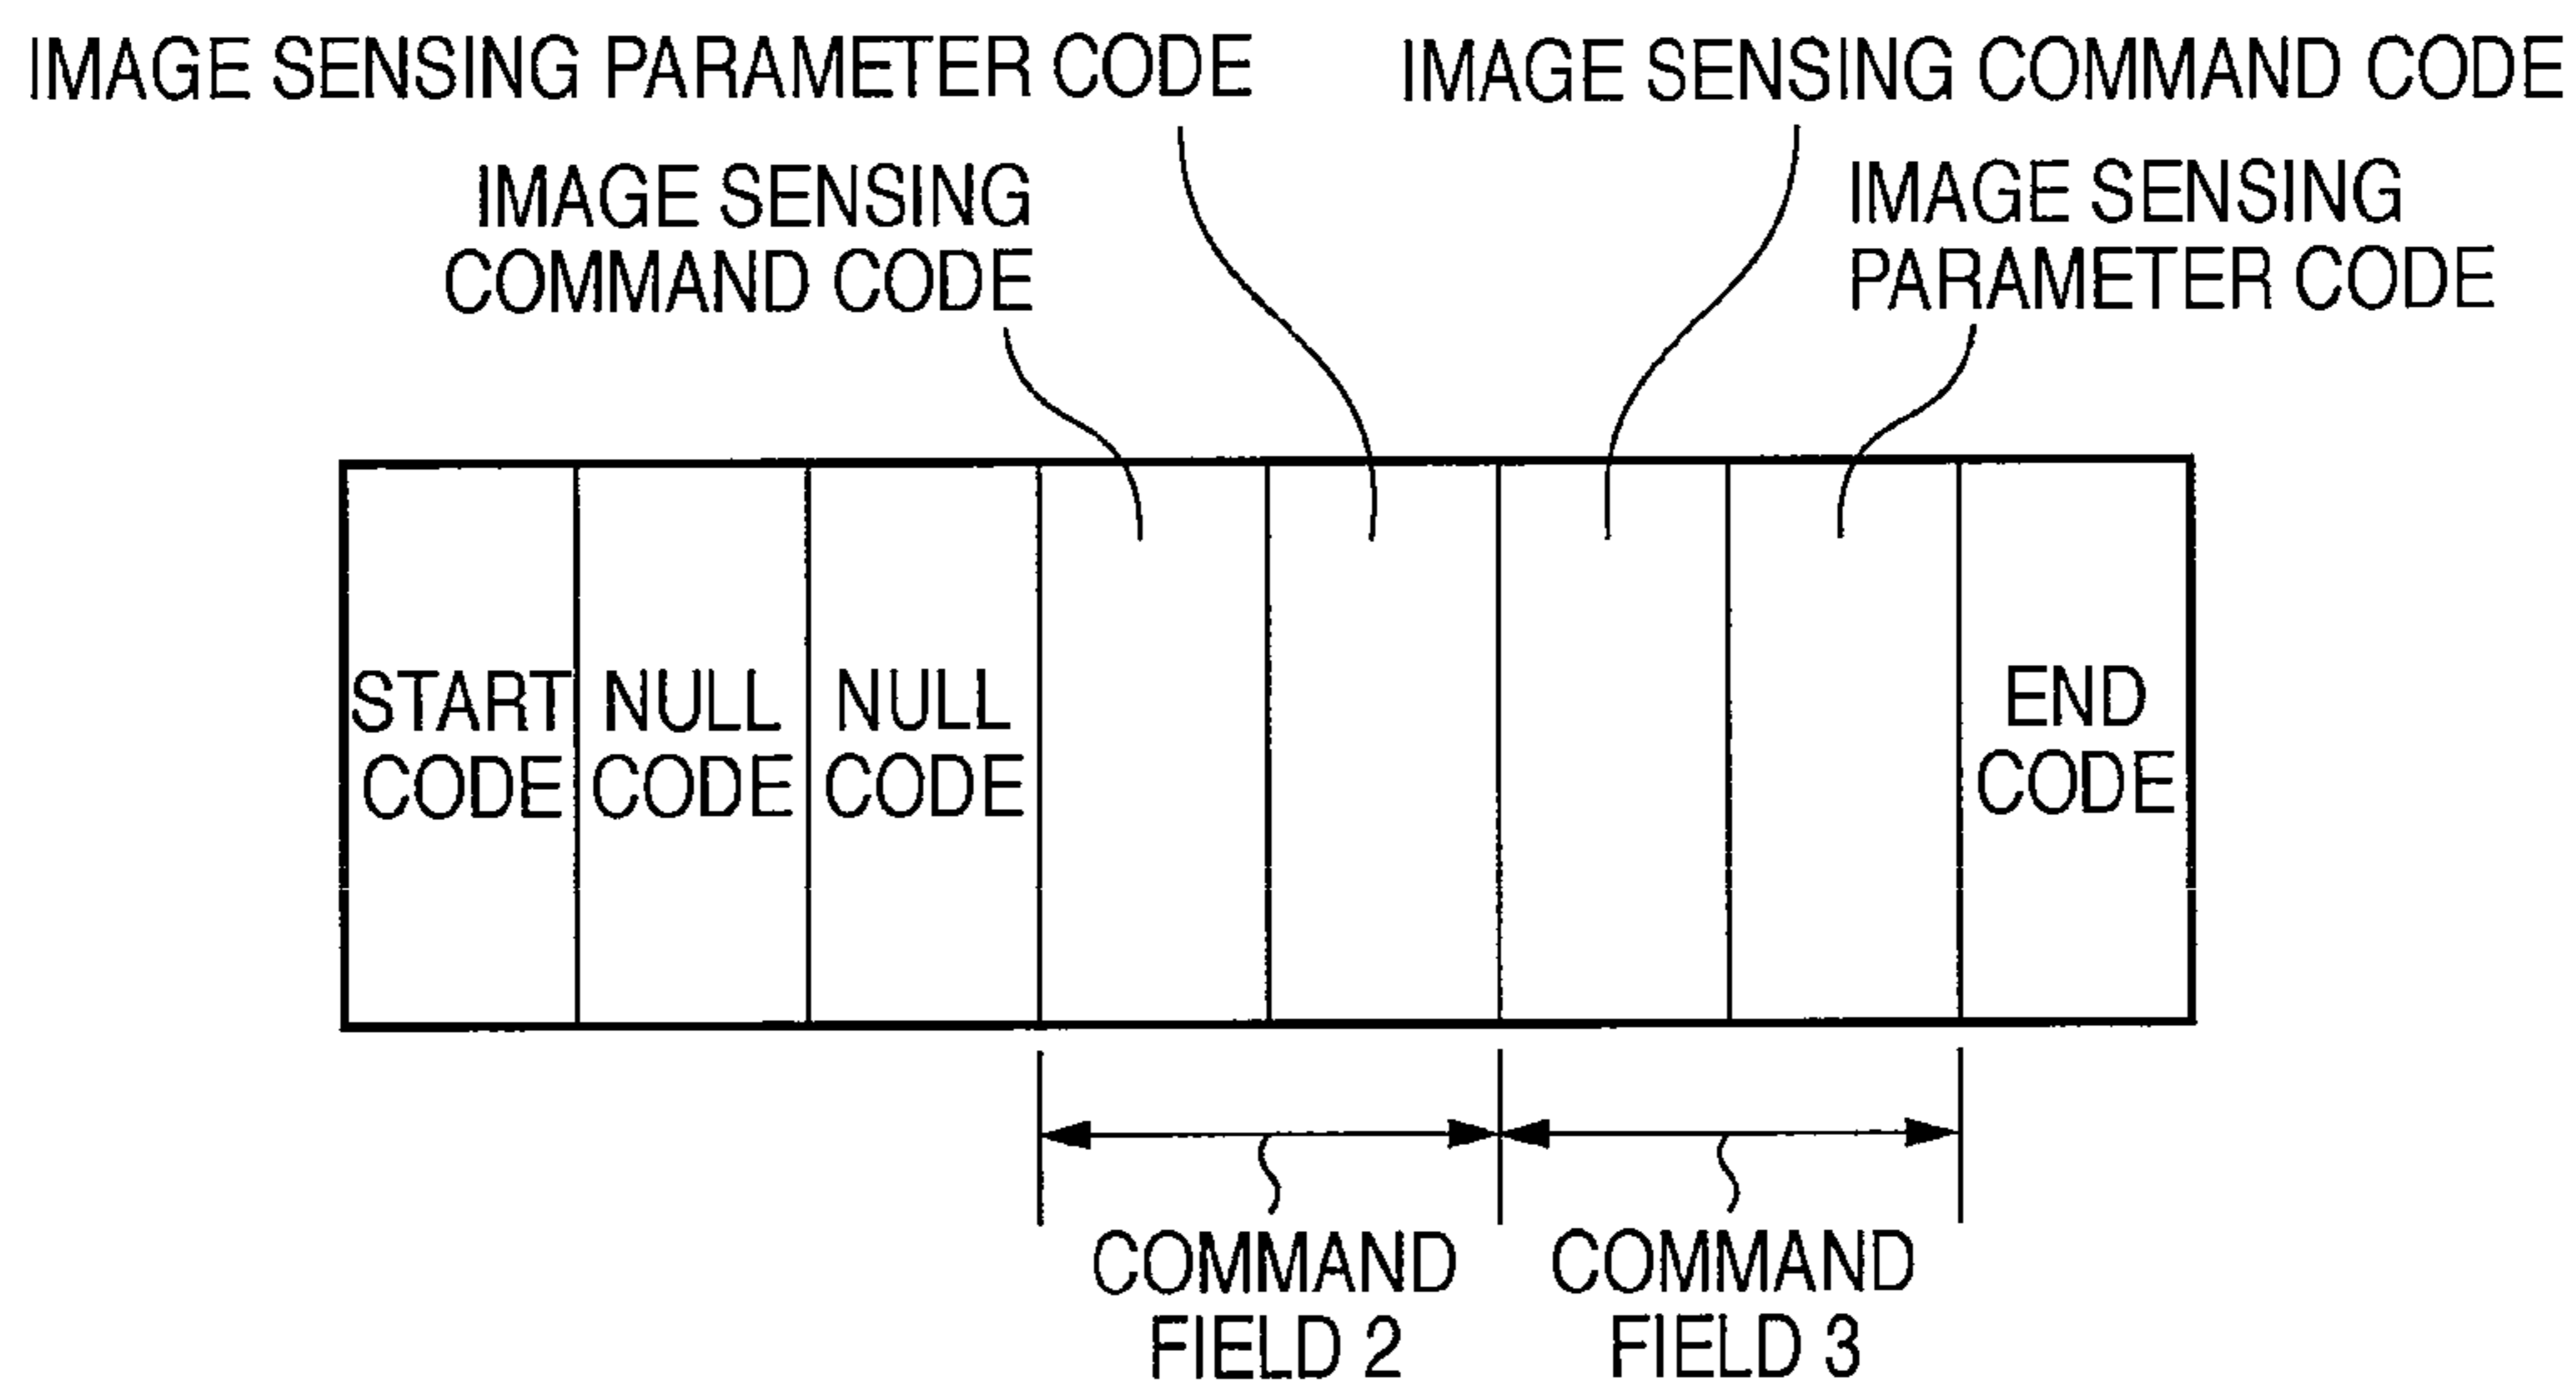 IMAGE SENSING PARAMETER CODE
IMAGE SENSING COMMAND CODE
IMAGE SENSING
COMMAND CODE
IMAGE SENSING
PARAMETER CODE
START
CODE
NULL
CODE
NULL
CODE
END
CODE
COMMAND
FIELD 2
COMMAND
FIELD 3